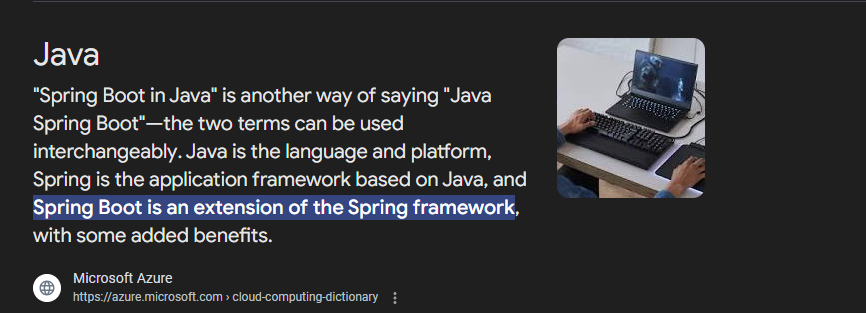 Java
"Spring Boot in Java" is another way of saying "Java
Spring Boot"—the two terms can be used
interchangeably. Java is the language and platform,
Spring is the application framework based on Java, and
Spring Boot is an extension of the Spring framework,
with some added benefits.
Microsoft Azure
https://azure.microsoft.com › cloud-computing-dictionary